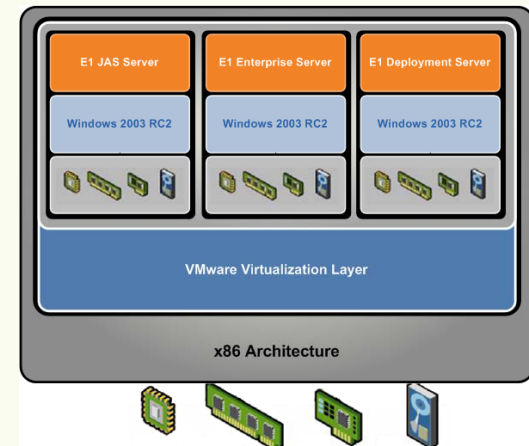 E1 JAS Server
E1 Enterprise Server
E1 Deployment Server
Windows 2003 RC2
Windows 2003 RC2
Windows 2003 RC2
VMware Virtualization Layer
x86 Architecture